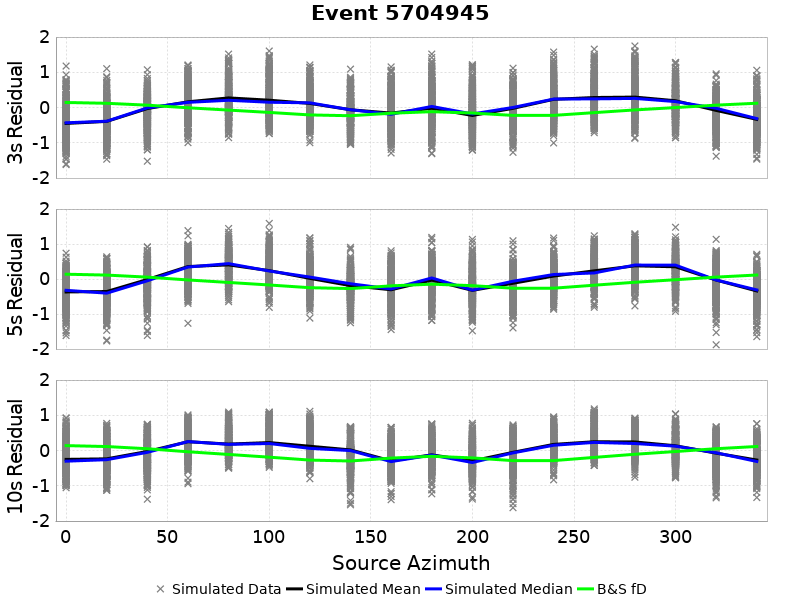 Event 5704945
3s Residual
2
1
0
-1
-2
5s Residual
2
1
0
-1
-2
10s Residual
2
1
0
-1
-2
0 50 100 150 200 250 300
Source Azimuth
Simulated Data Simulated Mean Simulated Median B&S fD